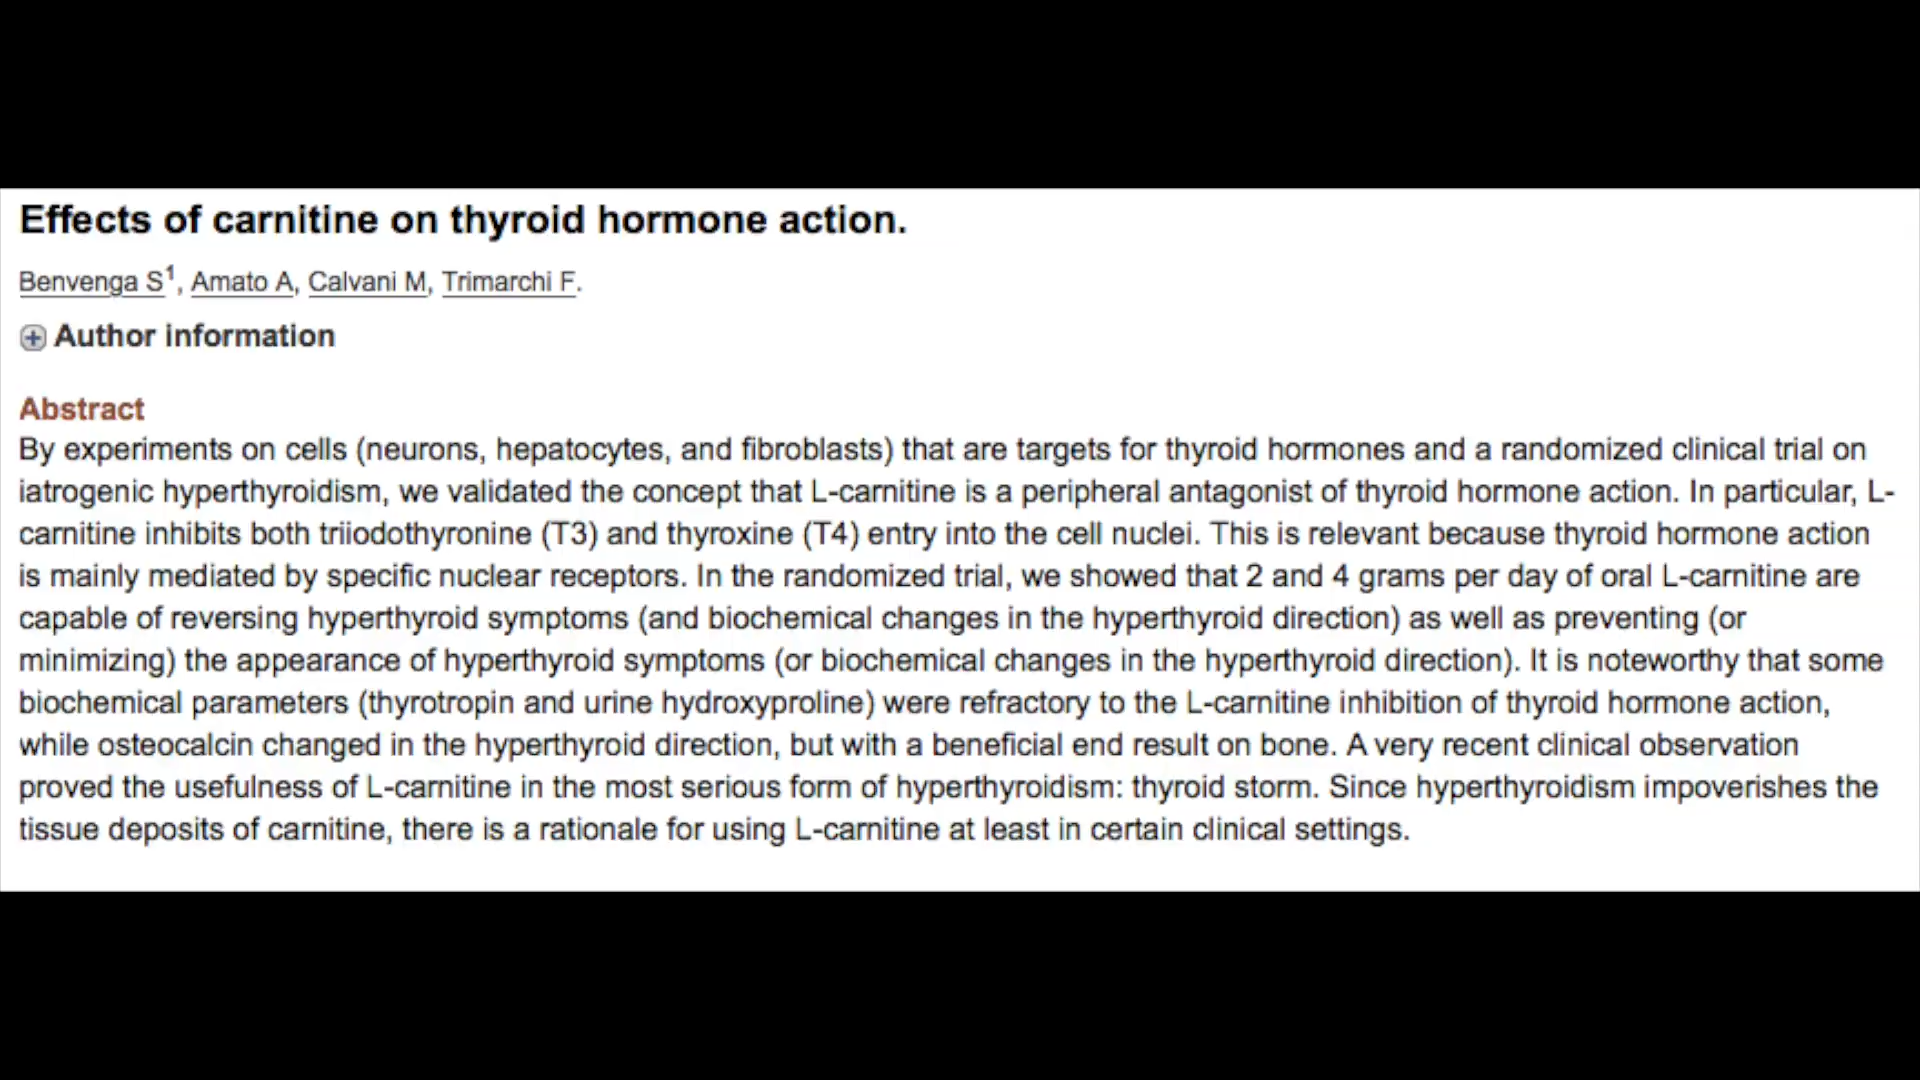 Effects of carnitine on thyroid hormone action.
Benvenga S1, Amato A, Calvani M, Trimarchi F.
Author information
Abstract
By experiments on cells (neurons, hepatocytes, and fibroblasts) that are targets for thyroid hormones and a randomized clinical trial on
iatrogenic hyperthyroidism, we validated the concept that L-carnitine is a peripheral antagonist of thyroid hormone action. In particular, L-
carnitine inhibits both triiodothyronine (T3) and thyroxine (T4) entry into the cell nuclei. This is relevant because thyroid hormone action
is mainly mediated by specific nuclear receptors. In the randomized trial, we showed that 2 and 4 grams per day of oral L-carnitine are
capable of reversing hyperthyroid symptoms (and biochemical changes in the hyperthyroid direction) as well as preventing (or
minimizing) the appearance of hyperthyroid symptoms (or biochemical changes in the hyperthyroid direction). It is noteworthy that some
biochemical parameters (thyrotropin and urine hydroxyproline) were refractory to the L-carnitine inhibition of thyroid hormone action,
while osteocalcin changed in the hyperthyroid direction, but with a beneficial end result on bone. A very recent clinical observation
proved the usefulness of L-carnitine in the most serious form of hyperthyroidism: thyroid storm. Since hyperthyroidism impoverishes the
tissue deposits of carnitine, there is a rationale for using L-carnitine at least in certain clinical settings.